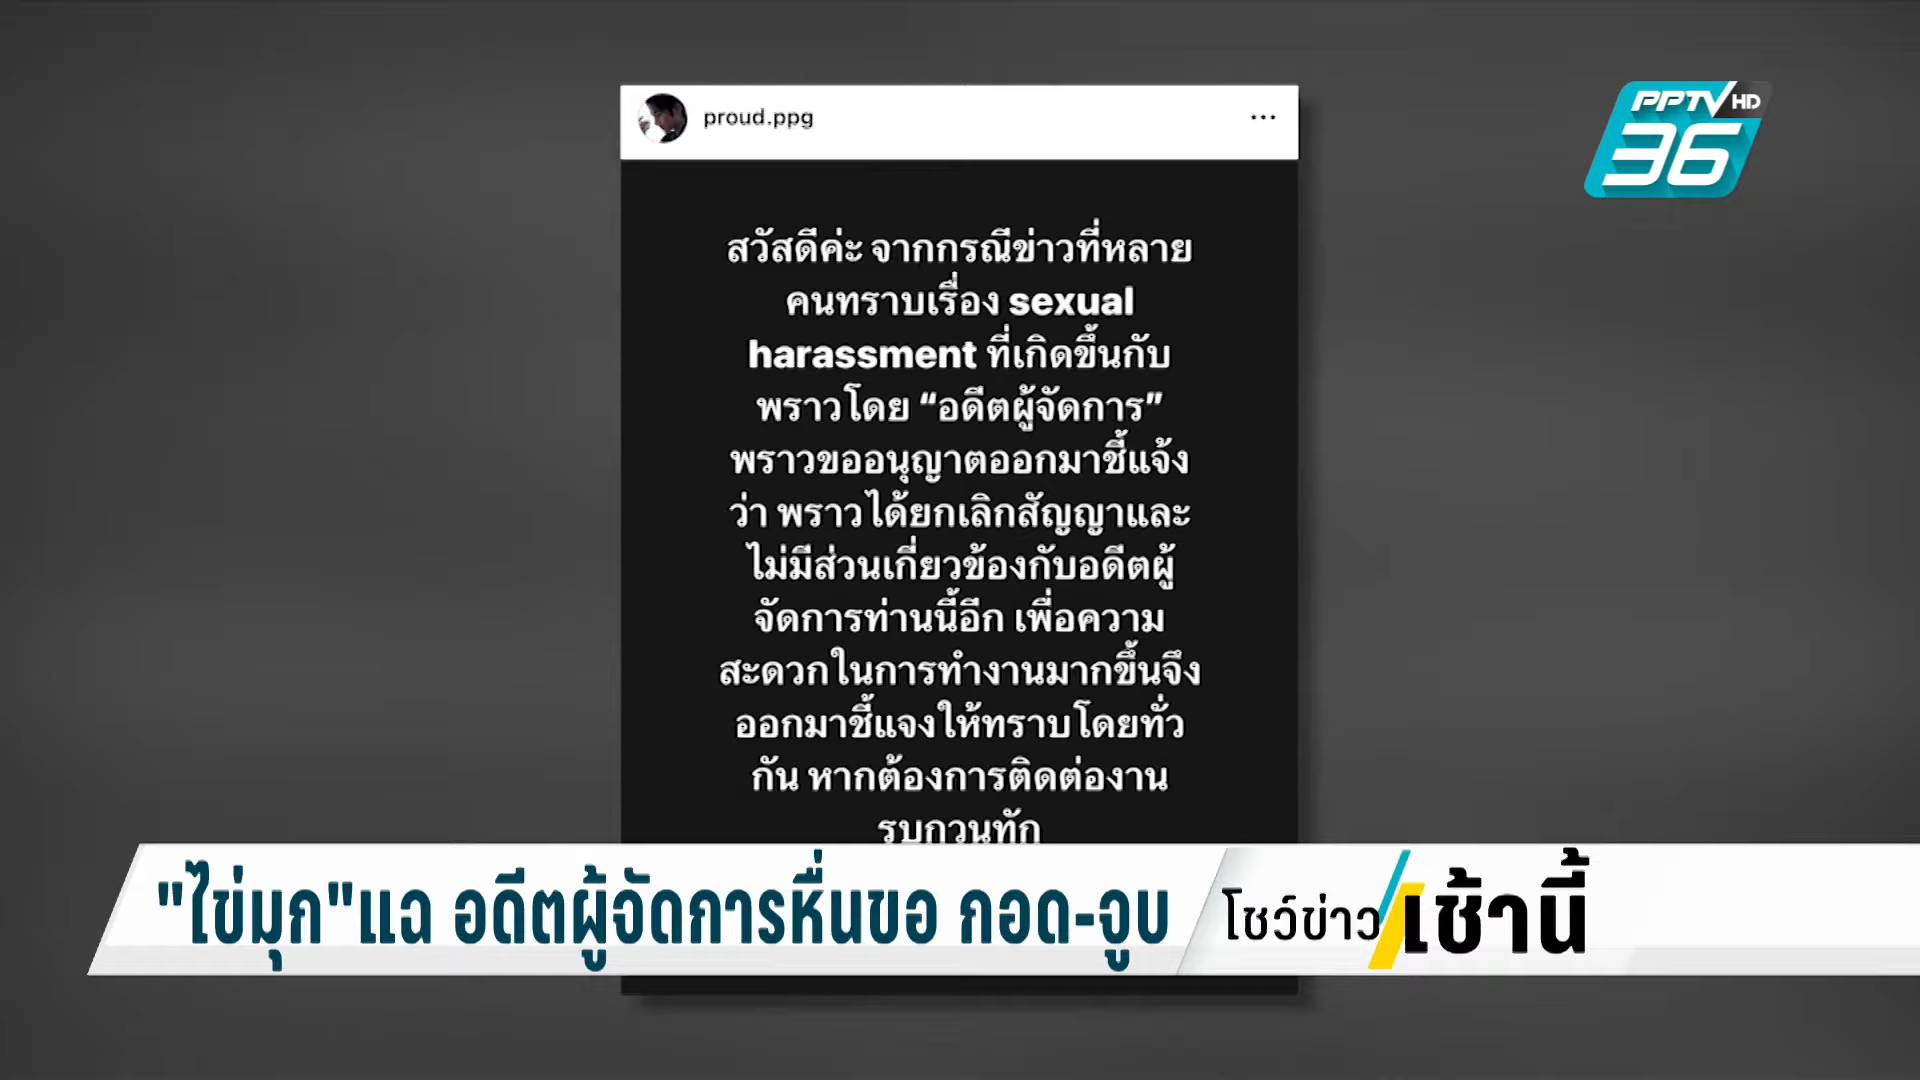 proud.ppg
PPTV HD
36
สวัสดีค่ะ จากกรณีข่าวที่หลาย
คนทราบเรื่อง sexual
harassment ที่เกิดขึ้นกับ
พราวโดย “อดีตผู้จัดการ”
พราวขออนุญาตออกมาชี้แจ้ง
ว่า พราวได้ยกเลิกสัญญาและ
ไม่มีส่วนเกี่ยวข้องกับอดีตผู้
จัดการท่านนี้อีก เพื่อความ
สะดวกในการทำงานมากขึ้นจึง
ออกมาชี้แจงให้ทราบโดยทั่ว
กัน หากต้องการติดต่องาน
รบกวนทัก
"ไข่มุก"แฉ อดีตผู้จัดการหื่นขอ กอด-จูบ
โชว์ข่าว เช้านี้